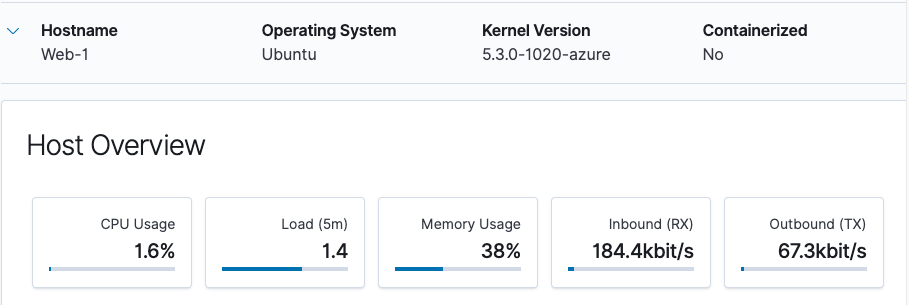 Hostname Operating System Kernel Version Containerized
Web-1 Ubuntu 5.3.0-1020-azure No
Host Overview
CPU Usage Load (5m) Memory Usage Inbound (RX) Outbound (TX)
1.6% 1.4 38% 184.4kbit/s 67.3kbit/s